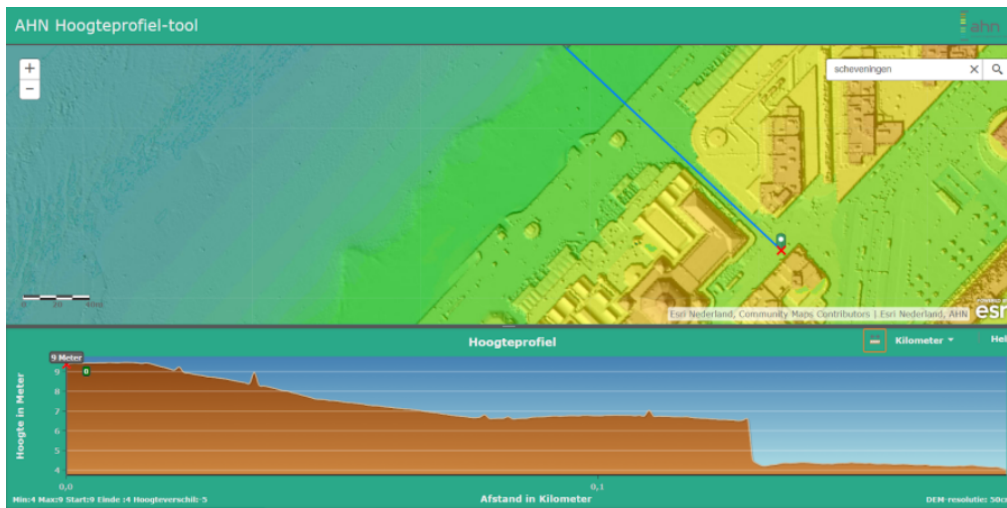 AHN Hoogteprofiel-tool
ahn
+
scheveningen
−
Esri Nederland, Community Maps Contributors | Esri Nederland, AHN
esri
Hoogteprofiel
Kilometer
Hel
9 Meter
0
9
8
7
6
5
4
Hoogte in Meter
0,0
0,1
Min:4 Max:9 Start:9 Einde :4 Hoogteverschil:-5
Afstand in Kilometer
DEM-resolutie: 50c